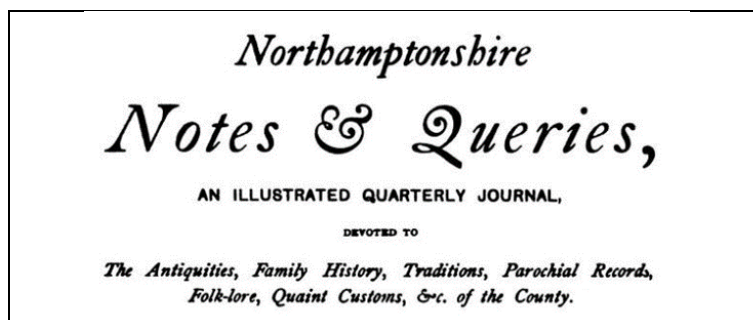 Northamptonshire
Notes & Queries,
AN ILLUSTRATED QUARTERLY JOURNAL,
DEVOTED TO
The Antiquities, Family History, Traditions, Parochial Records,
Folk-lore, Quaint Customs, &c. of the County.